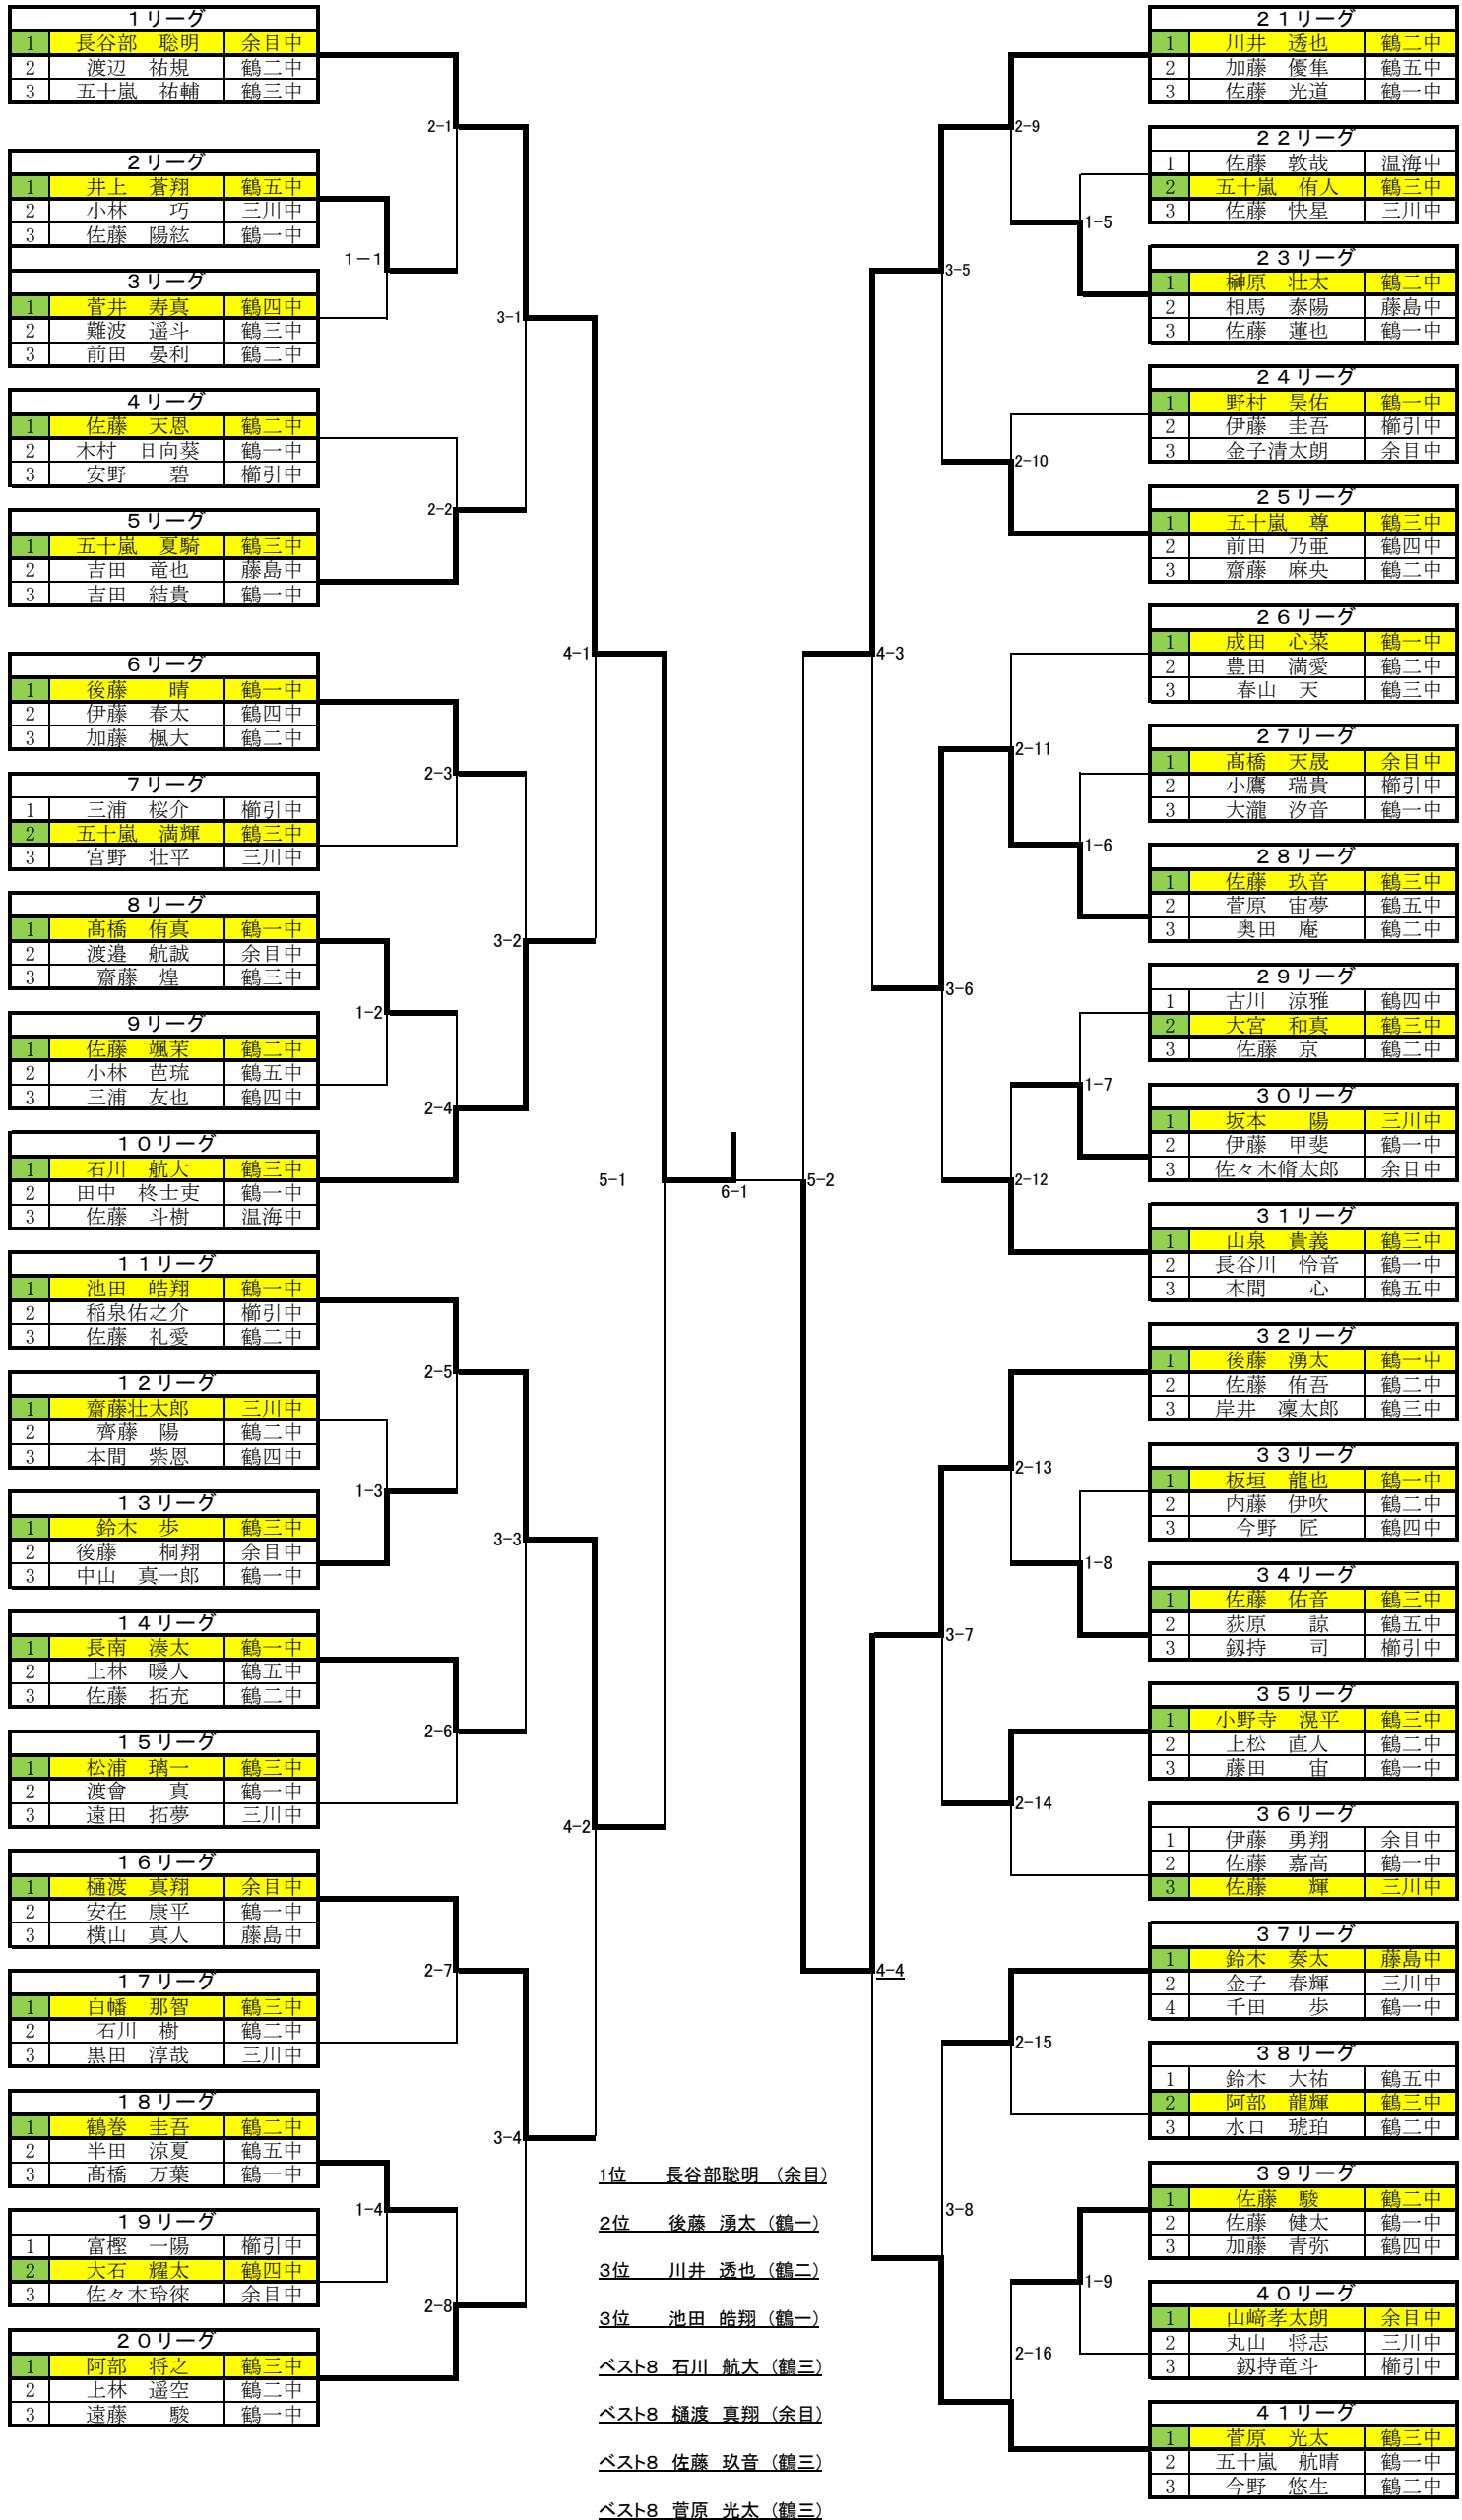 1リーグ
1 長谷部 聡明 余目中
2 渡辺 祐規 鶴二中
3 五十嵐 祐輔 鶴三中
2-1
2リーグ
1 井上 蒼翔 鶴五中
2 小林 巧 三川中
3 佐藤 陽絃 鶴一中
1-1
3リーグ
1 菅井 寿真 鶴四中
2 難波 遥斗 鶴三中
3 前田 晏利 鶴二中
3-1
4リーグ
1 佐藤 天恩 鶴二中
2 木村 日向葵 鶴一中
3 安野 碧 櫛引中
2-2
5リーグ
1 五十嵐 夏騎 鶴三中
2 吉田 竜也 藤島中
3 吉田 結貴 鶴一中
4-1
6リーグ
1 後藤 晴 鶴一中
2 伊藤 春太 鶴四中
3 加藤 楓大 鶴二中
2-3
7リーグ
1 三浦 桜介 櫛引中
2 五十嵐 満輝 鶴三中
3 宮野 壮平 三川中
8リーグ
1 髙橋 侑真 鶴一中
2 渡邉 航誠 余目中
3 齋藤 煌 鶴三中
3-2
1-2
9リーグ
1 佐藤 颯茉 鶴二中
2 小林 芭琉 鶴五中
3 三浦 友也 鶴四中
2-4
10リーグ
1 石川 航大 鶴三中
2 田中 柊士吏 鶴一中
3 佐藤 斗樹 温海中
5-1
6-1
11リーグ
1 池田 皓翔 鶴一中
2 稲泉佑之介 櫛引中
3 佐藤 礼愛 鶴二中
2-5
12リーグ
1 齋藤壮太郎 三川中
2 齊藤 陽 鶴二中
3 本間 紫恩 鶴四中
1-3
13リーグ
1 鈴木 歩 鶴三中
2 後藤 桐翔 余目中
3 中山 真一郎 鶴一中
3-3
14リーグ
1 長南 湊太 鶴一中
2 上林 暖人 鶴五中
3 佐藤 拓充 鶴二中
2-6
15リーグ
1 松浦 璃一 鶴三中
2 渡會 真 鶴一中
3 遠田 拓夢 三川中
4-2
16リーグ
1 樋渡 真翔 余目中
2 安在 康平 鶴一中
3 横山 真人 藤島中
2-7
17リーグ
1 白幡 那智 鶴三中
2 石川 樹 鶴二中
3 黒田 淳哉 三川中
18リーグ
1 鶴巻 圭吾 鶴二中
2 半田 涼夏 鶴五中
3 髙橋 万葉 鶴一中
3-4
1-4
19リーグ
1 富樫 一陽 櫛引中
2 大石 耀太 鶴四中
3 佐々木玲徠 余目中
2-8
20リーグ
1 阿部 将之 鶴三中
2 上林 遥空 鶴二中
3 遠藤 駿 鶴一中
1位 長谷部聡明 (余目)
2位 後藤 湧太 (鶴一)
3位 川井 透也 (鶴二)
3位 池田 皓翔 (鶴一)
ベスト8 石川 航大 (鶴三)
ベスト8 樋渡 真翔 (余目)
ベスト8 佐藤 玖音 (鶴三)
ベスト8 菅原 光太 (鶴三)
21リーグ
1 川井 透也 鶴二中
2 加藤 優隼 鶴五中
3 佐藤 光道 鶴一中
2-9
22リーグ
1 佐藤 敦哉 温海中
2 五十嵐 侑人 鶴三中
3 佐藤 快星 三川中
1-5
23リーグ
1 榊原 壮太 鶴二中
2 相馬 泰陽 藤島中
3 佐藤 蓮也 鶴一中
3-5
24リーグ
1 野村 昊佑 鶴一中
2 伊藤 圭吾 櫛引中
3 金子清太朗 余目中
2-10
25リーグ
1 五十嵐 尊 鶴三中
2 前田 乃亜 鶴四中
3 齋藤 麻央 鶴二中
26リーグ
1 成田 心菜 鶴一中
2 豊田 満愛 鶴二中
3 春山 天 鶴三中
4-3
2-11
27リーグ
1 髙橋 天晟 余目中
2 小鷹 瑞貴 櫛引中
3 大瀧 汐音 鶴一中
1-6
28リーグ
1 佐藤 玖音 鶴三中
2 菅原 宙夢 鶴五中
3 奥田 庵 鶴二中
3-6
29リーグ
1 古川 涼雅 鶴四中
2 大宮 和真 鶴三中
3 佐藤 京 鶴二中
1-7
30リーグ
1 坂本 陽 三川中
2 伊藤 甲斐 鶴一中
3 佐々木脩太郎 余目中
5-2
2-12
31リーグ
1 山泉 貴義 鶴三中
2 長谷川 怜音 鶴一中
3 本間 心 鶴五中
32リーグ
1 後藤 湧太 鶴一中
2 佐藤 侑吾 鶴二中
3 岸井 凜太郎 鶴三中
2-13
33リーグ
1 板垣 龍也 鶴一中
2 内藤 伊吹 鶴二中
3 今野 匠 鶴四中
1-8
34リーグ
1 佐藤 佑音 鶴三中
2 荻原 諒 鶴五中
3 釼持 司 櫛引中
3-7
35リーグ
1 小野寺 滉平 鶴三中
2 上松 直人 鶴二中
3 藤田 宙 鶴一中
2-14
36リーグ
1 伊藤 勇翔 余目中
2 佐藤 嘉高 鶴一中
3 佐藤 輝 三川中
4-4
37リーグ
1 鈴木 奏太 藤島中
2 金子 春輝 三川中
4 千田 歩 鶴一中
2-15
38リーグ
1 鈴木 大祐 鶴五中
2 阿部 龍輝 鶴三中
3 水口 琥珀 鶴二中
39リーグ
1 佐藤 駿 鶴二中
2 佐藤 健太 鶴一中
3 加藤 青弥 鶴四中
3-8
1-9
40リーグ
1 山﨑孝太朗 余目中
2 丸山 将志 三川中
3 釼持竜斗 櫛引中
2-16
41リーグ
1 菅原 光太 鶴三中
2 五十嵐 航晴 鶴一中
3 今野 悠生 鶴二中